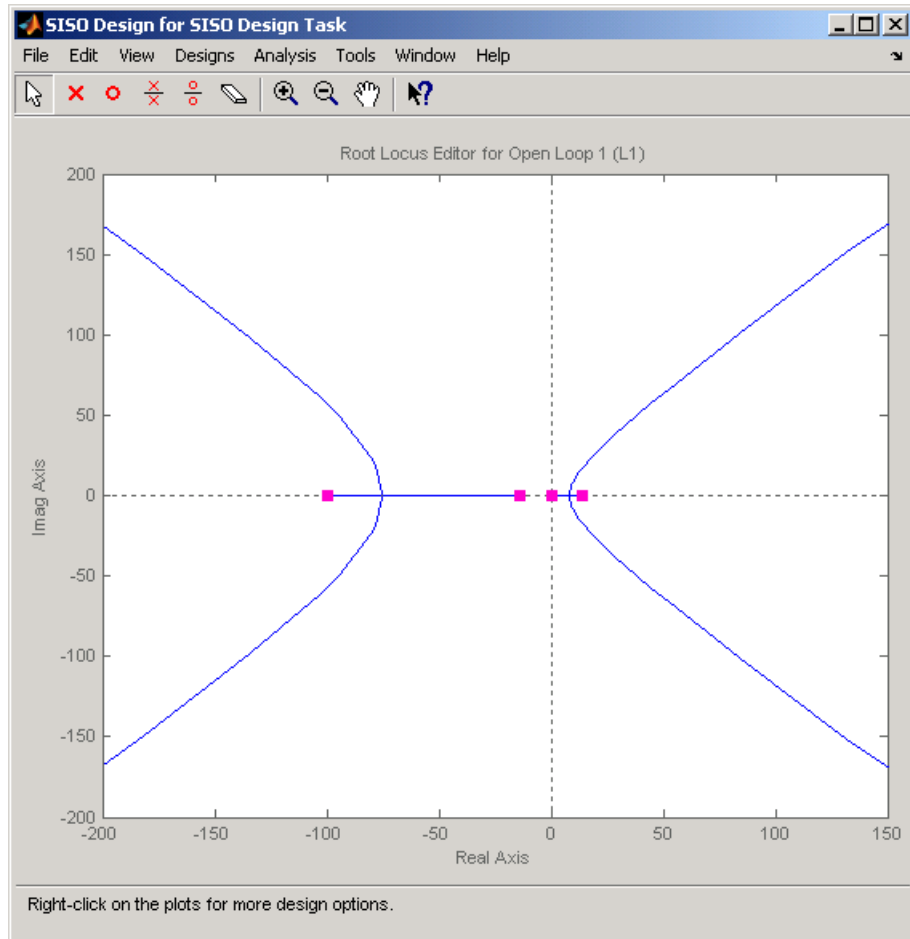 SISO Design for SISO Design Task
File Edit View Designs Analysis Tools Window Help
Root Locus Editor for Open Loop 1 (L1)
200
150
100
50
0
-50
-100
-150
-200
Imag Axis
-200 -150 -100 -50 0 50 100 150
Real Axis
Right-click on the plots for more design options.